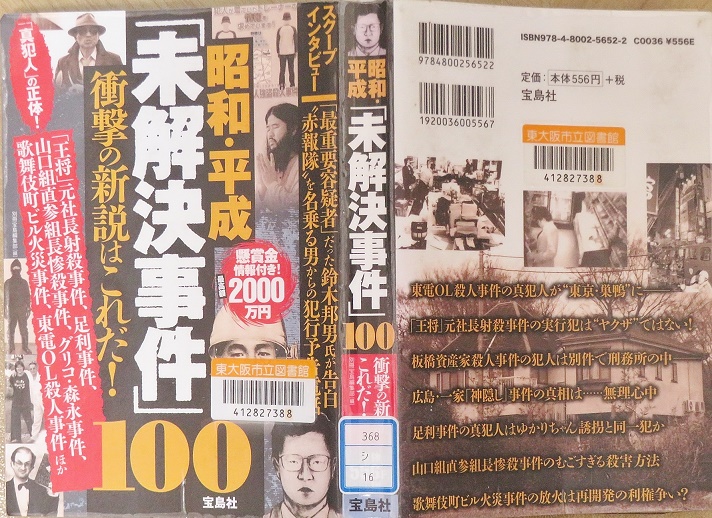 「真犯人」の正体！
「王将」元社長射殺事件、足利事件、
山口組直参組長惨殺事件、グリコ・森永事件、
歌舞伎町ビル火災事件、東電OL殺人事件 ほか
衝撃の新説はこれだ！
昭和・平成
「未解決事件」
100
スクープ
インタビュー
「最重要容疑者」だった鈴木邦男氏が告白
“赤報隊”を名乗る男からの犯行予
懸賞金
情報付き！
最高額
2000
万円
東大阪市立図書館
412827388
宝島社
昭和・
平成
「未解決事件」
100
衝撃の新
これだ！
368
シ
16
宝島社
ISBN978-4-8002-5652-2 C0036 ¥556E
9784800256522
定価：本体556円+税
宝島社
1920036005567
東大阪市立図書館
412827388
東電OL殺人事件の真犯人が“東京・巣鴨”に
「王将」元社長射殺事件の実行犯は“ヤクザ”ではない！
板橋資産家殺人事件の犯人は別件で刑務所の中
広島・一家「神隠し」事件の真相は……無理心中
足利事件の真犯人はゆかりちゃん誘拐と同一犯か
山口組直参組長惨殺事件のむごすぎる殺害方法
歌舞伎町ビル火災事件の放火は再開発の利権争い？